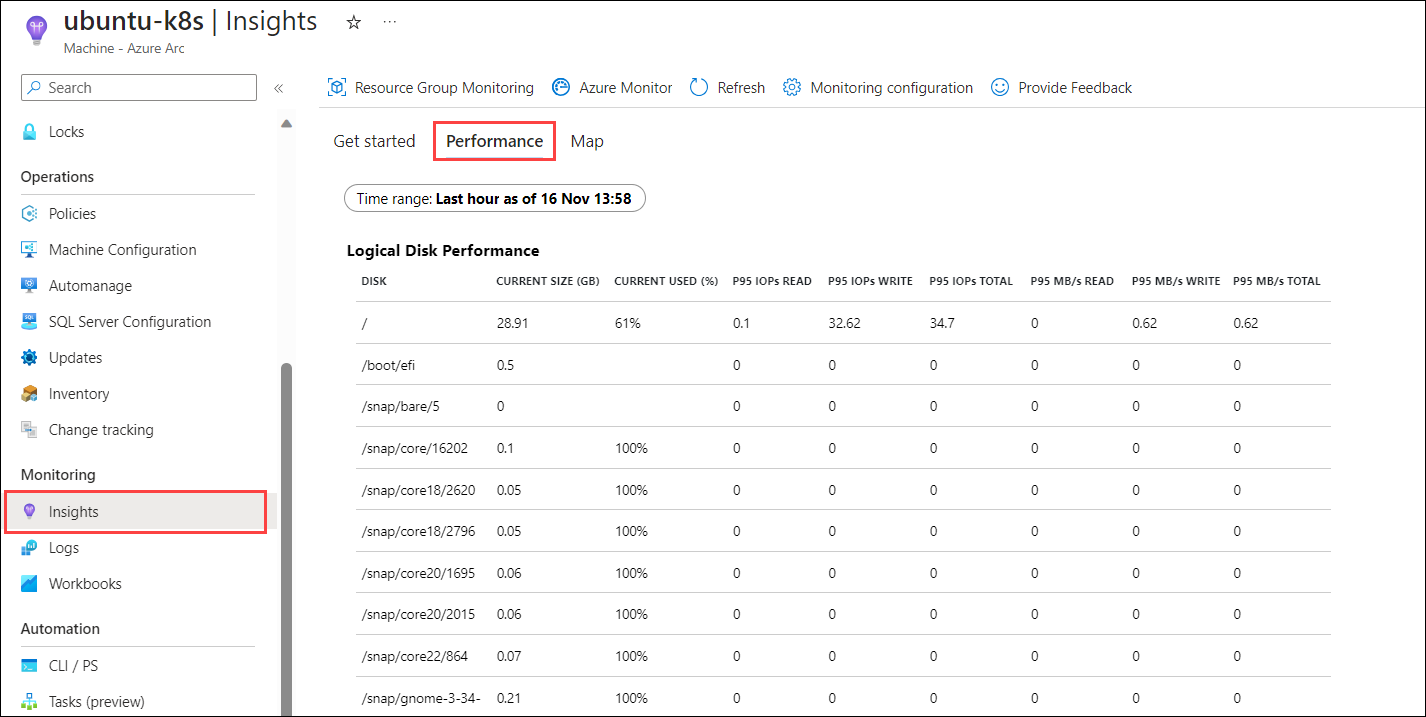 ubuntu-k8s | Insights
Machine - Azure Arc
Search
Locks
Operations
Policies
Machine Configuration
Automanage
SQL Server Configuration
Updates
Inventory
Change tracking
Monitoring
Insights
Logs
Workbooks
Automation
CLI / PS
Tasks (preview)
Resource Group Monitoring Azure Monitor Refresh Monitoring configuration Provide Feedback
Get started Performance Map
Time range: Last hour as of 16 Nov 13:58
Logical Disk Performance
DISK CURRENT SIZE (GB) CURRENT USED (%) P95 IOPs READ P95 IOPs WRITE P95 IOPs TOTAL P95 MB/s READ P95 MB/s WRITE P95 MB/s TOTAL
/ 28.91 61% 0.1 32.62 34.7 0 0.62 0.62
/boot/efi 0.5 0 0 0 0 0 0
/snap/bare/5 0 0 0 0 0 0 0
/snap/core/16202 0.1 100% 0 0 0 0 0 0
/snap/core18/2620 0.05 100% 0 0 0 0 0 0
/snap/core18/2796 0.05 100% 0 0 0 0 0 0
/snap/core20/1695 0.06 100% 0 0 0 0 0 0
/snap/core20/2015 0.06 100% 0 0 0 0 0 0
/snap/core22/864 0.07 100% 0 0 0 0 0 0
/snap/gnome-3-34- 0.21 100% 0 0 0 0 0 0